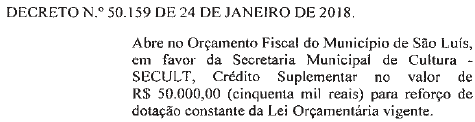 DECRETO N.º 50.159 DE 24 DE JANEIRO DE 2018.
Abre no Orçamento Fiscal do Município de São Luís,
em favor da Secretaria Municipal de Cultura -
SECULT, Crédito Suplementar no valor de
R$ 50.000,00 (cinquenta mil reais) para reforço de
dotação constante da Lei Orçamentária vigente.